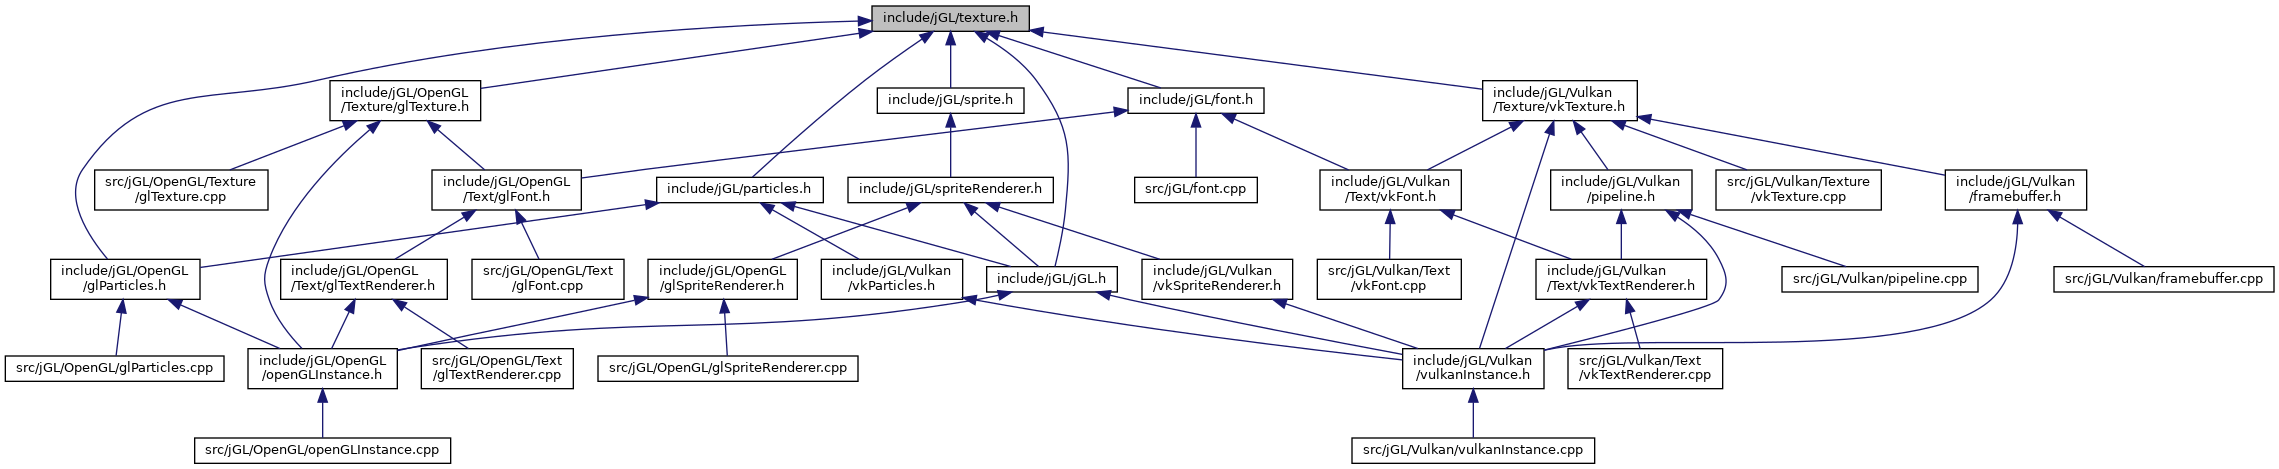 include/jGL/texture.h
include/jGL/OpenGL
/Texture/glTexture.h
include/jGL/sprite.h
include/jGL/font.h
include/jGL/Vulkan
/Texture/vkTexture.h
src/jGL/OpenGL/Texture
/glTexture.cpp
include/jGL/OpenGL
/Text/glFont.h
include/jGL/particles.h
include/jGL/spriteRenderer.h
src/jGL/font.cpp
include/jGL/Vulkan
/Text/vkFont.h
include/jGL/Vulkan
/pipeline.h
src/jGL/Vulkan/Texture
/vkTexture.cpp
include/jGL/Vulkan
/framebuffer.h
include/jGL/OpenGL
/glParticles.h
include/jGL/OpenGL
/Text/glTextRenderer.h
src/jGL/OpenGL/Text
/glFont.cpp
include/jGL/OpenGL
/glSpriteRenderer.h
include/jGL/Vulkan
/vkParticles.h
include/jGL/jGL.h
include/jGL/Vulkan
/vkSpriteRenderer.h
src/jGL/Vulkan/Text
/vkFont.cpp
include/jGL/Vulkan
/Text/vkTextRenderer.h
src/jGL/Vulkan/pipeline.cpp
src/jGL/Vulkan/framebuffer.cpp
src/jGL/OpenGL/glParticles.cpp
include/jGL/OpenGL
/openGLInstance.h
src/jGL/OpenGL/Text
/glTextRenderer.cpp
src/jGL/OpenGL/glSpriteRenderer.cpp
include/jGL/Vulkan
/vulkanInstance.h
src/jGL/Vulkan/Text
/vkTextRenderer.cpp
src/jGL/OpenGL/openGLInstance.cpp
src/jGL/Vulkan/vulkanInstance.cpp